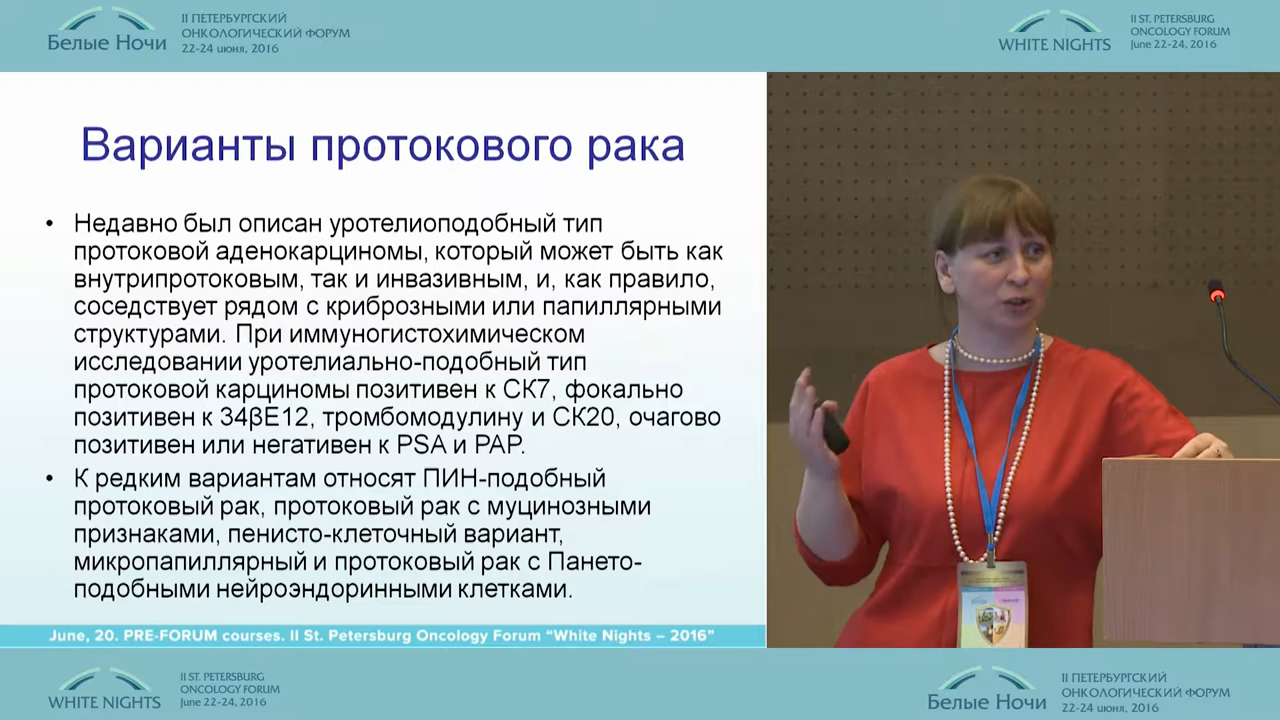 Белые Ночи
II ПЕТЕРБУРГСКИЙ
ОНКОЛОГИЧЕСКИЙ ФОРУМ
22-24 июня, 2016
WHITE NIGHTS
II ST. PETERSBURG
ONCOLOGY FORUM
June 22-24, 2016
Варианты протокового рака
• Недавно был описан уротелиоподобный тип
протоковой аденокарциномы, который может быть как
внутрипротоковым, так и инвазивным, и, как правило,
соседствует рядом с криброзными или папиллярными
структурами. При иммуногистохимическом
исследовании уротелиально-подобный тип
протоковой карциномы позитивен к СК7, фокально
позитивен к 34βE12, тромбомодулину и СК20, очагово
позитивен или негативен к PSA и PAP.
• К редким вариантам относят ПИН-подобный
протоковый рак, протоковый рак с муцинозными
признаками, пенисто-клеточный вариант,
микропапиллярный и протоковый рак с Пането-
подобными нейроэндоринными клетками.
June, 20. PRE-FORUM courses. II St. Petersburg Oncology Forum “White Nights – 2016”
WHITE NIGHTS
II ST. PETERSBURG
ONCOLOGY FORUM
June 22-24, 2016
Белые Ночи
II ПЕТЕРБУРГСКИЙ
ОНКОЛОГИЧЕСКИЙ ФОРУМ
22-24 июня, 2016